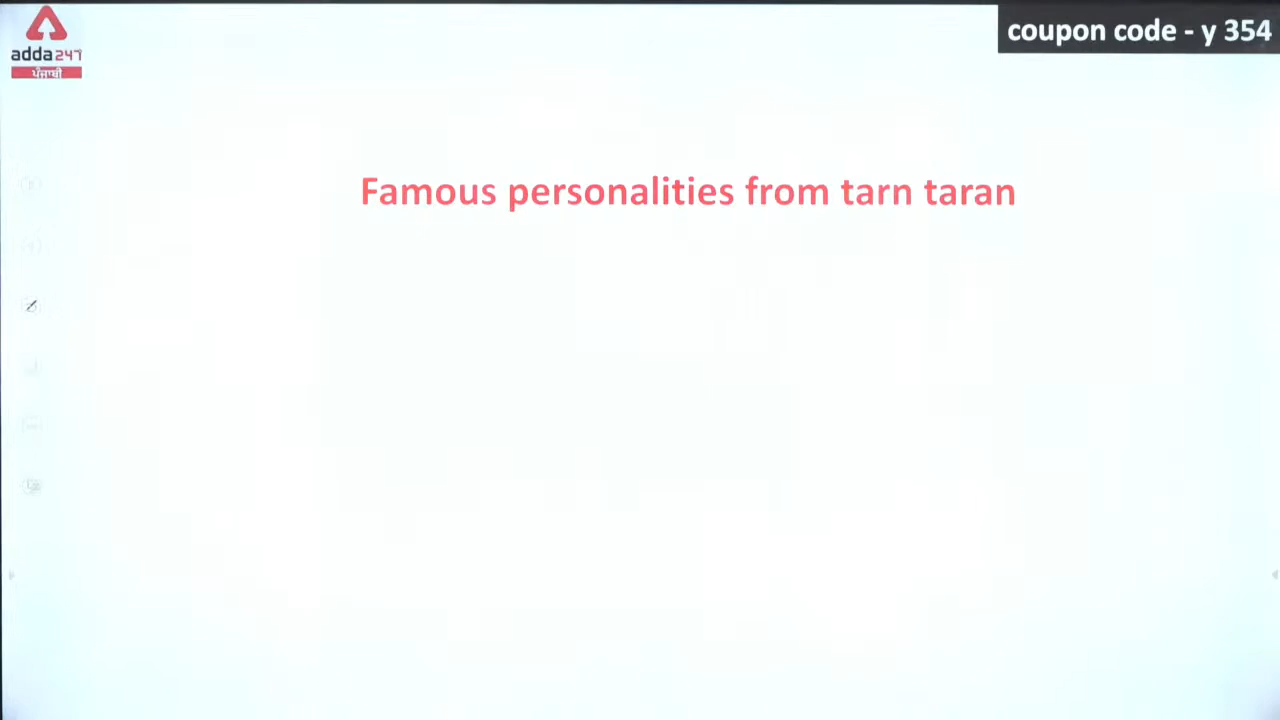 adda247
ਪੰਜਾਬੀ
coupon code - y 354
Famous personalities from tarn taran